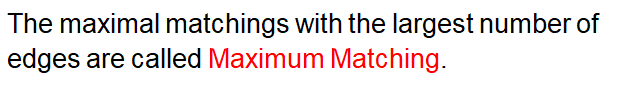 The maximal matchings with the largest number of
edges are called Maximum Matching.